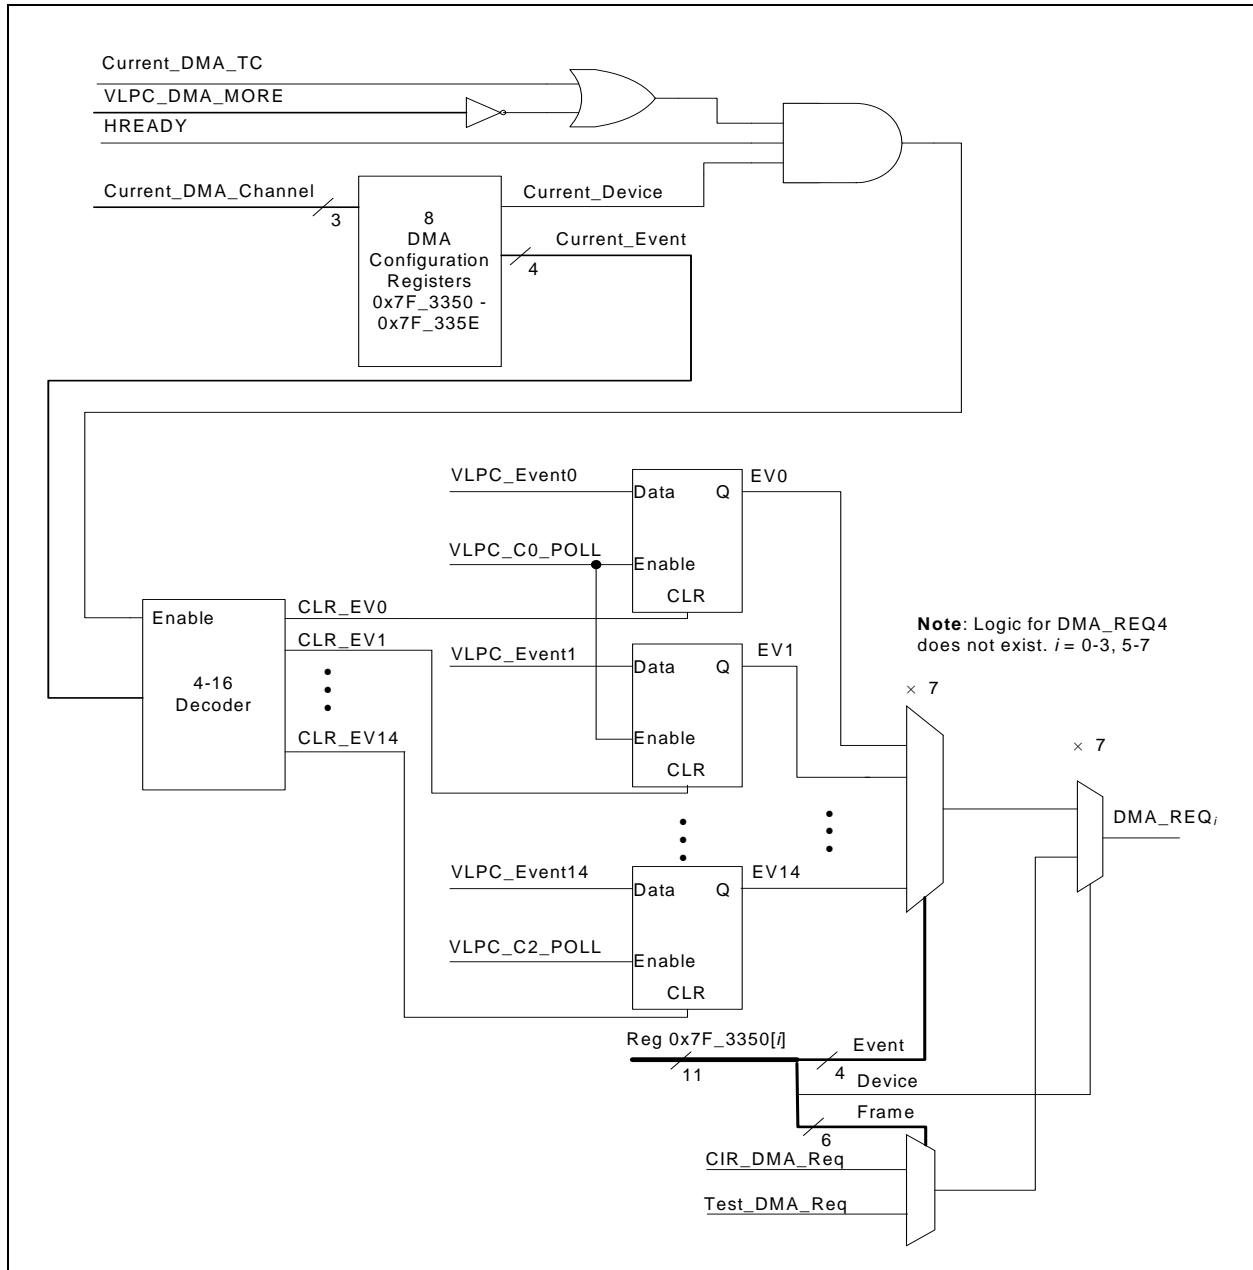 Current_DMA_TC
VLPC_DMA_MORE
HREADY
Current_DMA_Channel
3
8
DMA
Configuration
Registers
0x7F_3350 -
0x7F_335E
Current_Device
Current_Event
4
VLPC_Event0
Data Q
EV0
VLPC_C0_POLL
Enable
CLR
Enable
4-16
Decoder
CLR_EV0
CLR_EV1
CLR_EV14
VLPC_Event1
Data Q
EV1
Enable
CLR
Note: Logic for DMA_REQ4
does not exist. i = 0-3, 5-7
× 7
× 7
DMA_REQi
VLPC_Event14
Data Q
EV14
VLPC_C2_POLL
Enable
CLR
Reg 0x7F_3350[i]
11
Event
4
Device
Frame
6
CIR_DMA_Req
Test_DMA_Req